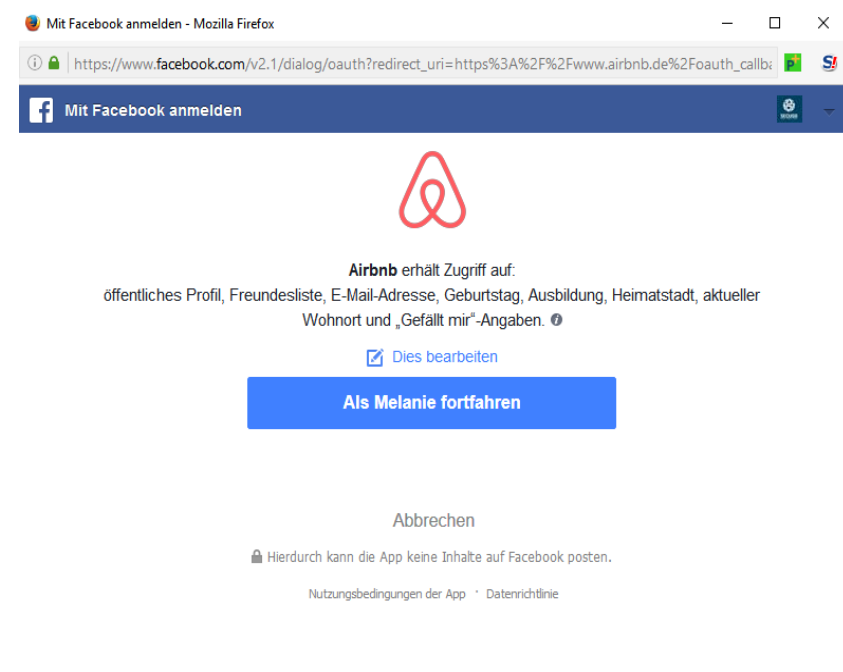 Mit Facebook anmelden - Mozilla Firefox
https://www.facebook.com/v2.1/dialog/oauth?redirect_uri=https%3A%2F%2Fwww.airbnb.de%2Foauth_callba
Mit Facebook anmelden
Airbnb erhält Zugriff auf:
öffentliches Profil, Freundesliste, E-Mail-Adresse, Geburtstag, Ausbildung, Heimatstadt, aktueller
Wohnort und „Gefällt mir“-Angaben.
Dies bearbeiten
Als Melanie fortfahren
Abbrechen
Hierdurch kann die App keine Inhalte auf Facebook posten.
Nutzungsbedingungen der App · Datenrichtlinie